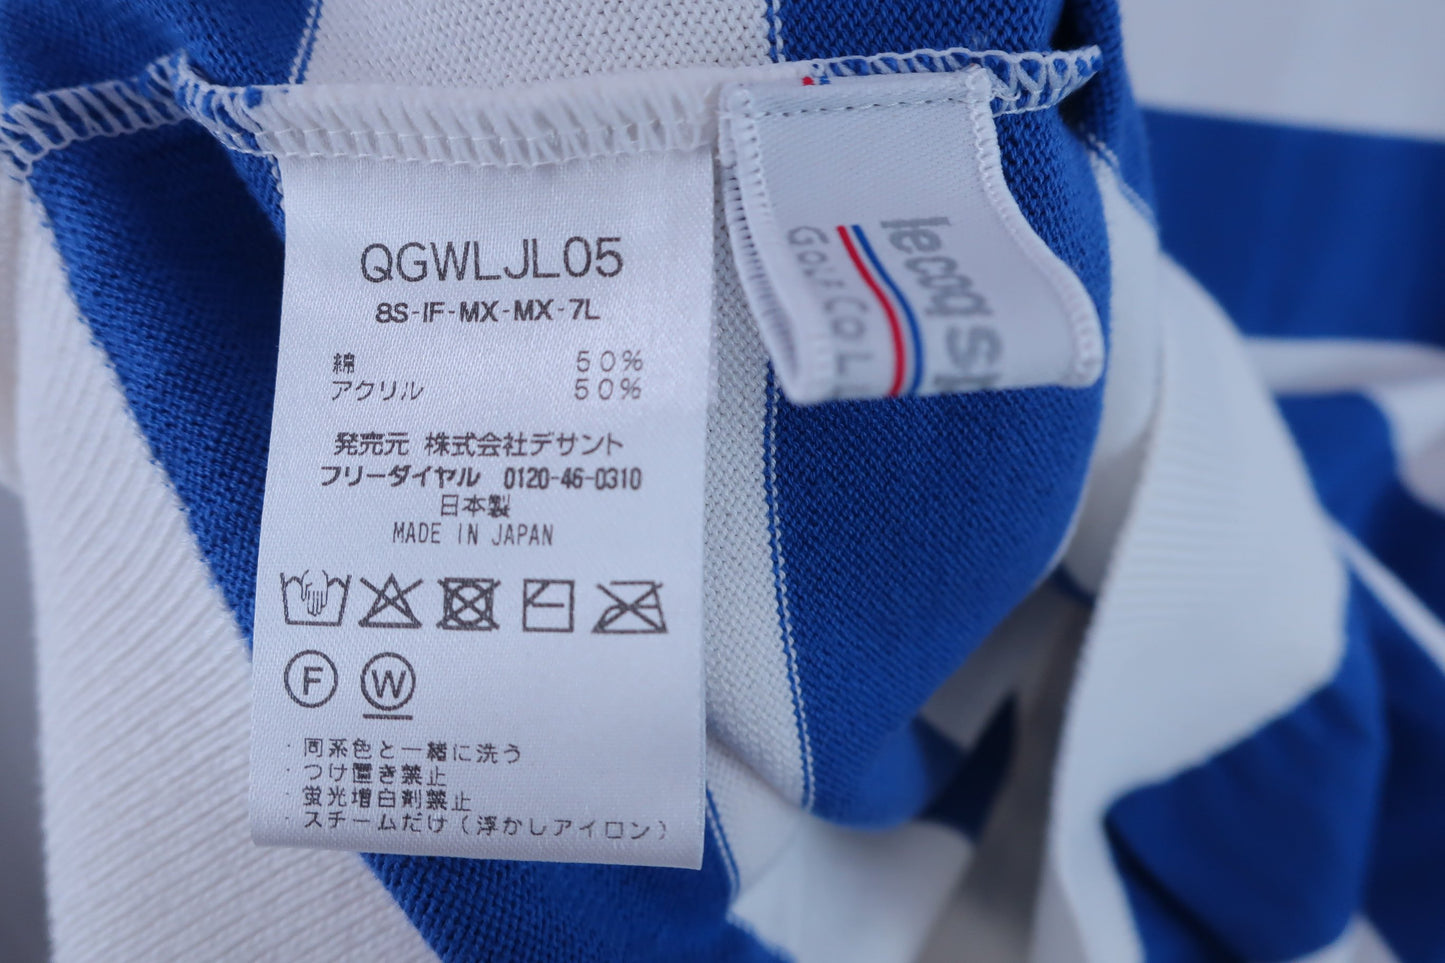 QGWLJL05
8S-IF-MX-MX-7L
綿 50%
アクリル 50%
発売元 株式会社デサント
フリーダイヤル 0120-46-0310
日本製
MADE IN JAPAN
F W
・同系色と一緒に洗う
・つけ置き禁止
・蛍光増白剤禁止
・スチームだけ(浮かしアイロン)
le coq
GOLF